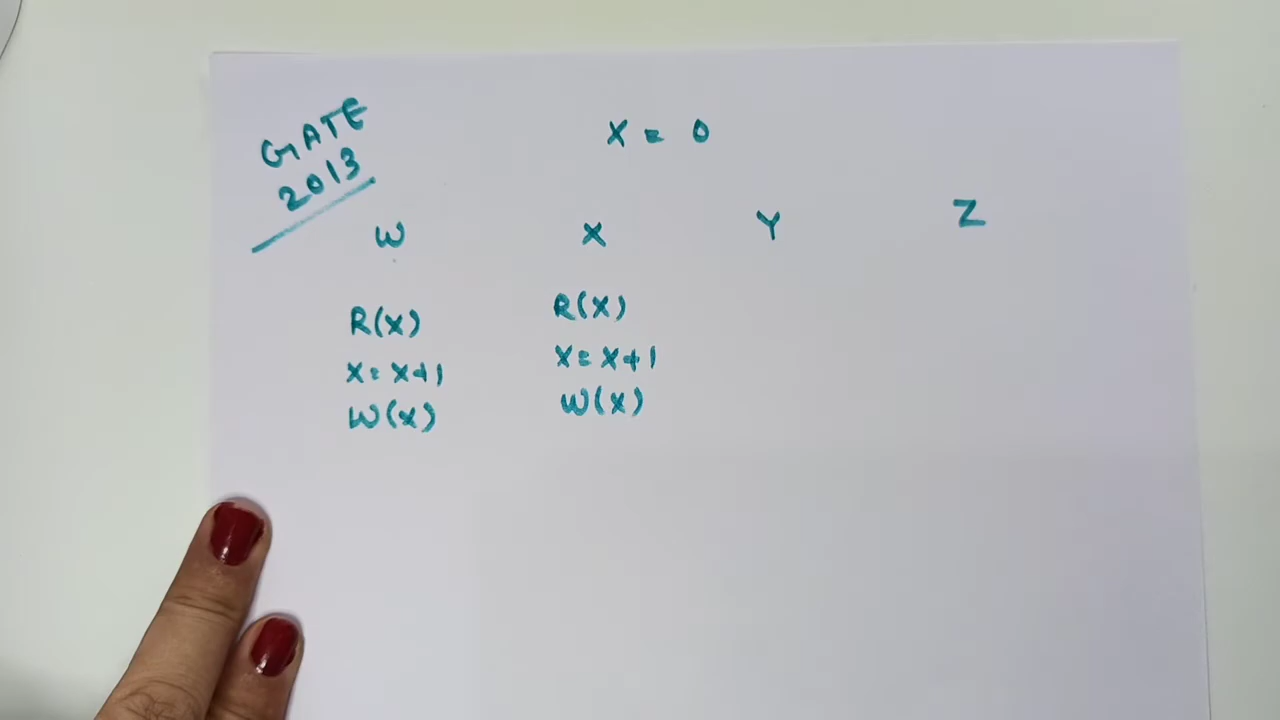 GATE
2013
X = 0
W X Y Z
R(X) R(X)
X = X+1 X = X+1
W(X) W(X)